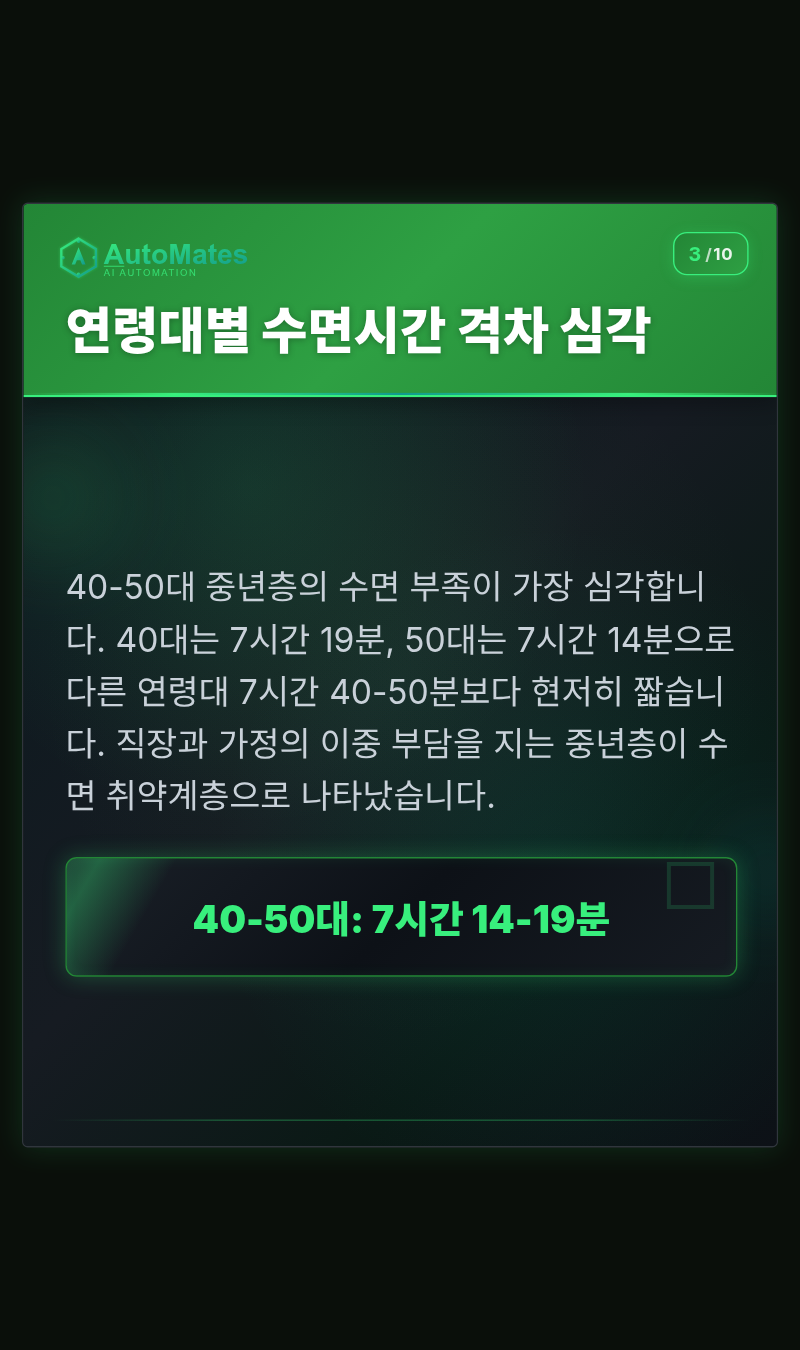 AutoMates
AI AUTOMATION
3 / 10
연령대별 수면시간 격차 심각
40-50대 중년층의 수면 부족이 가장 심각합니
다. 40대는 7시간 19분, 50대는 7시간 14분으로
다른 연령대 7시간 40-50분보다 현저히 짧습니
다. 직장과 가정의 이중 부담을 지는 중년층이 수
면 취약계층으로 나타났습니다.
40-50대: 7시간 14-19분